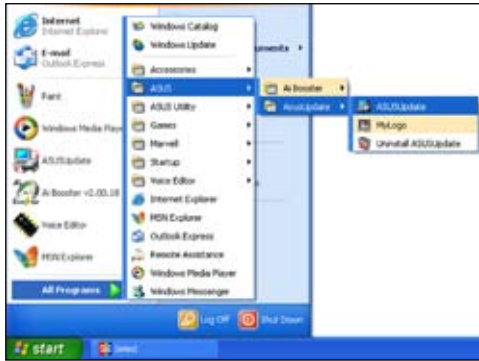 Internet
Internet Explorer
E-mail
Outlook Express
Paint
Windows Media Play
ASUSUpdate
Ai Booster v2.00.18
Voice Editor
MSN Explorer
All Programs
Windows Catalog
Windows Update
Accessories
ASUS
ASUS Utility
Games
Marvell
Startup
Voice Editor
Internet Explorer
MSN Explorer
Outlook Express
Remote Assistance
Windows Media Player
Windows Messenger
uments
Ai Booster
AsusUpdate
ASUSUpdate
MyLogo
Uninstall ASUSUpdate
Log Off
Shut Down
start